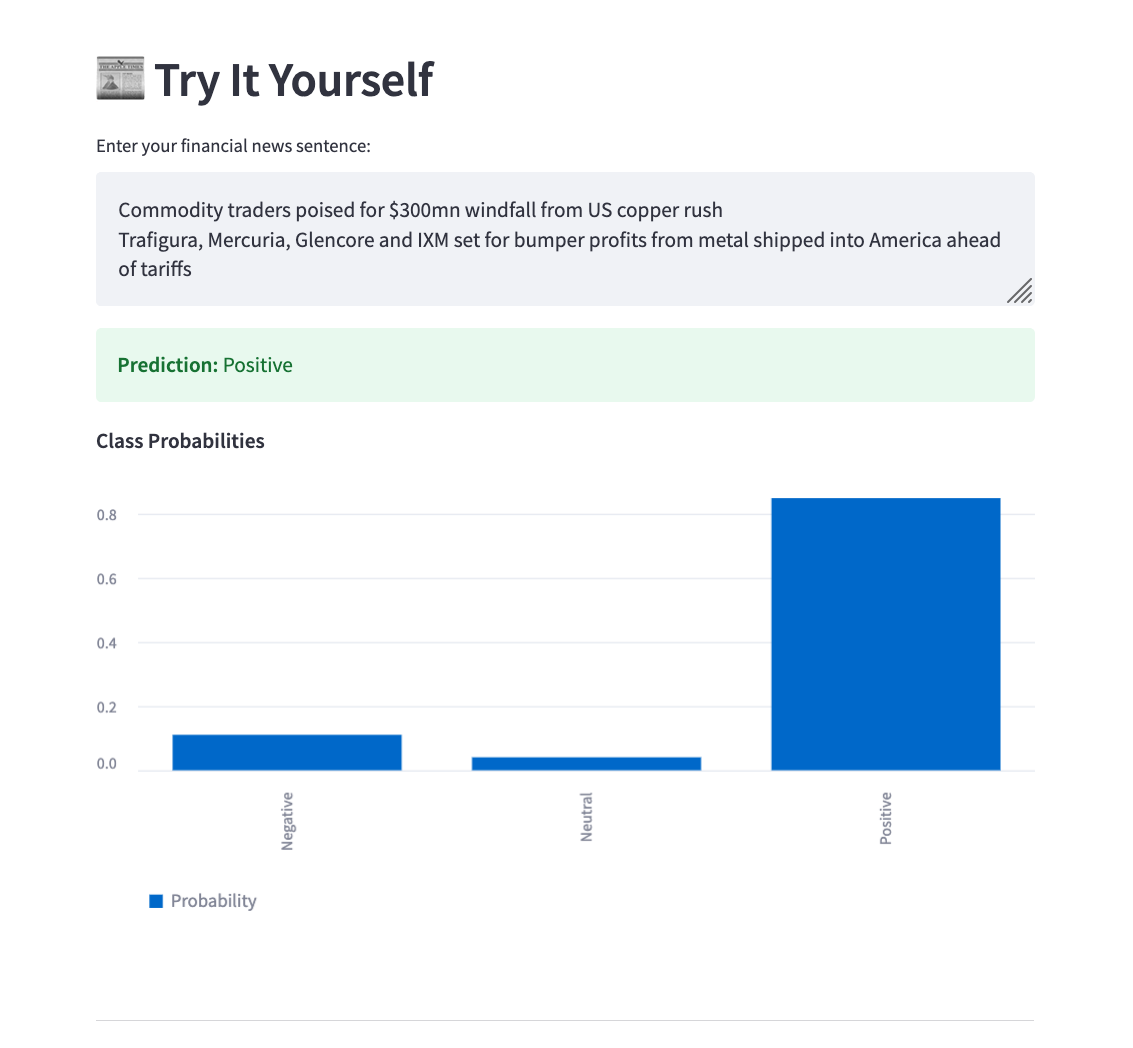 Try It Yourself
Enter your financial news sentence:
Commodity traders poised for $300mn windfall from US copper rush
Trafigura, Mercuria, Glencore and IXM set for bumper profits from metal shipped into America ahead
of tariffs
Prediction: Positive
Class Probabilities
0.8
0.6
0.4
0.2
0.0
Negative
Neutral
Positive
Probability